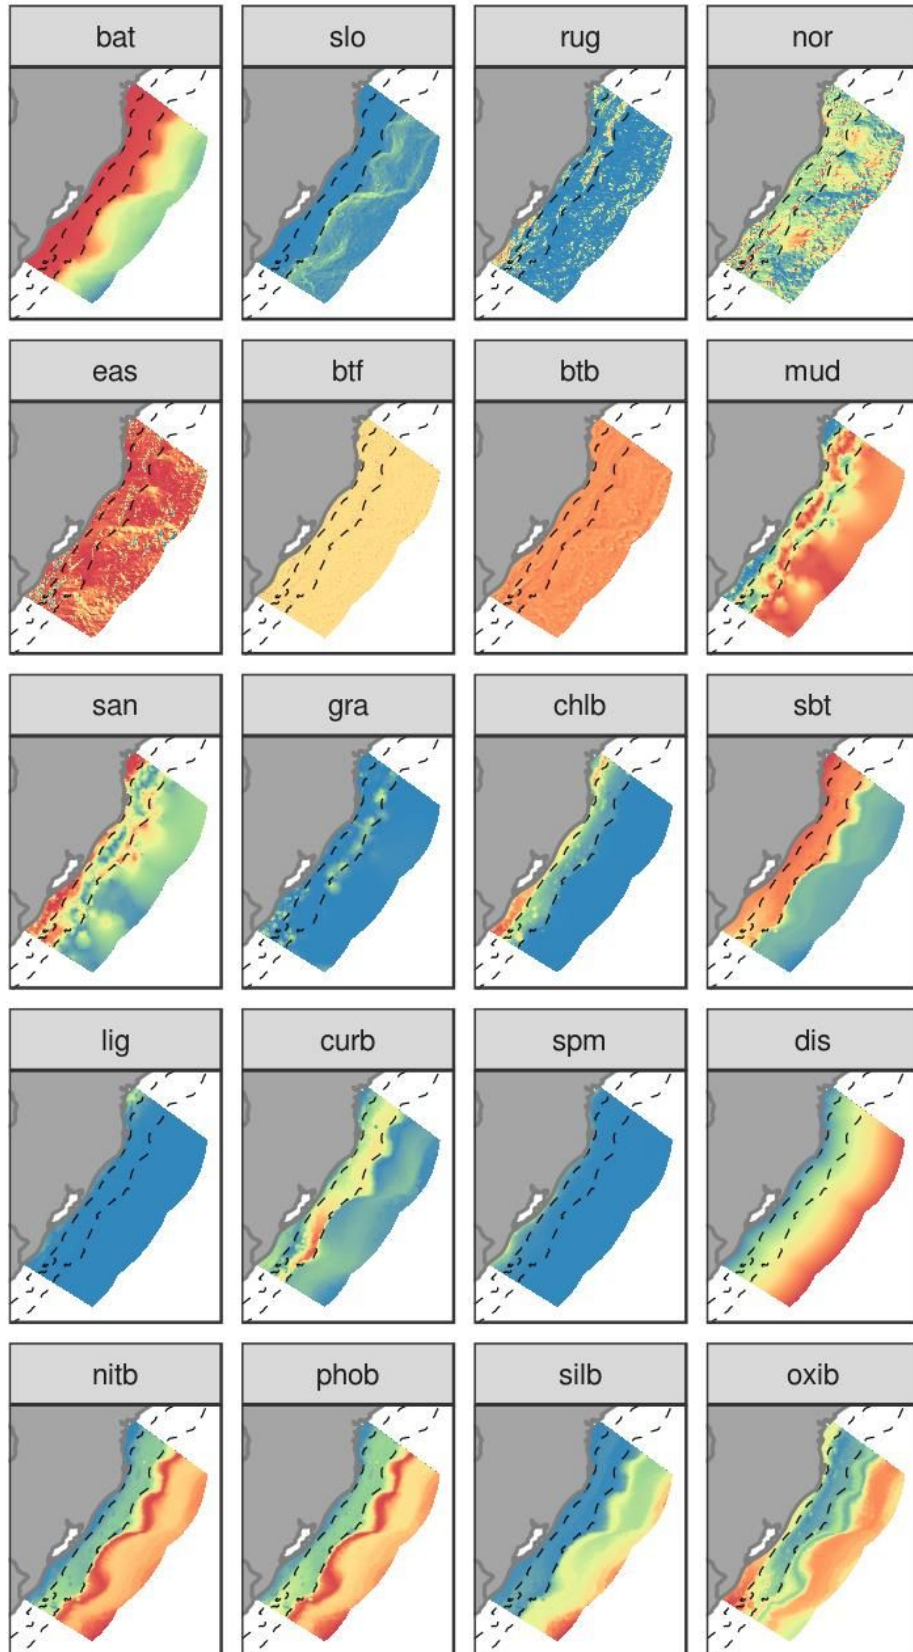 bat slo rug nor
eas btf btb mud
san gra chlb sbt
lig curb spm dis
nitb phob silb oxib